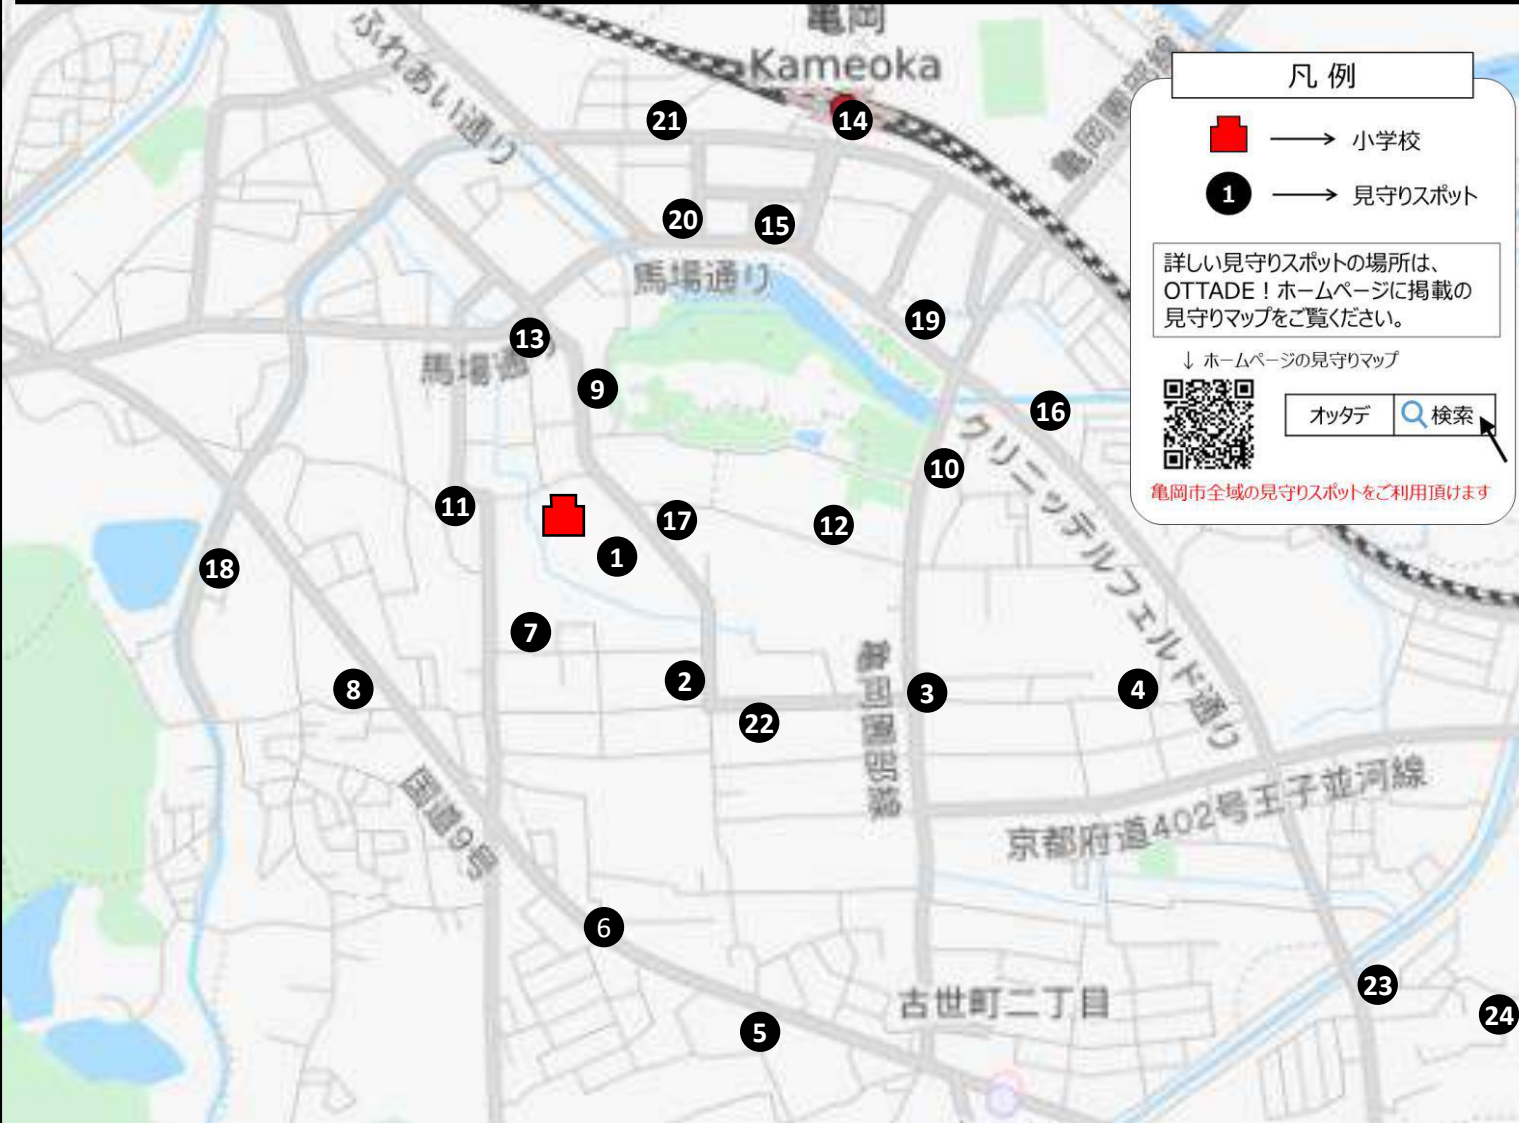 亀岡
Kameoka
ふれあい通り
亀岡園部線
21
14
20
15
馬場通り
13
馬場通り
9
19
16
クリニッテルフェルド通り
10
11
17
12
1
18
7
8
2
22
亀岡園部線
3
4
国道9号
京都府道402号王子並河線
6
古世町二丁目
5
23
24
凡例
小学校
1
見守りスポット
詳しい見守りスポットの場所は、
OTTADE！ホームページに掲載の
見守りマップをご覧ください。
↓ ホームページの見守りマップ
オッタデ
検索
亀岡市全域の見守りスポットをご利用頂けます